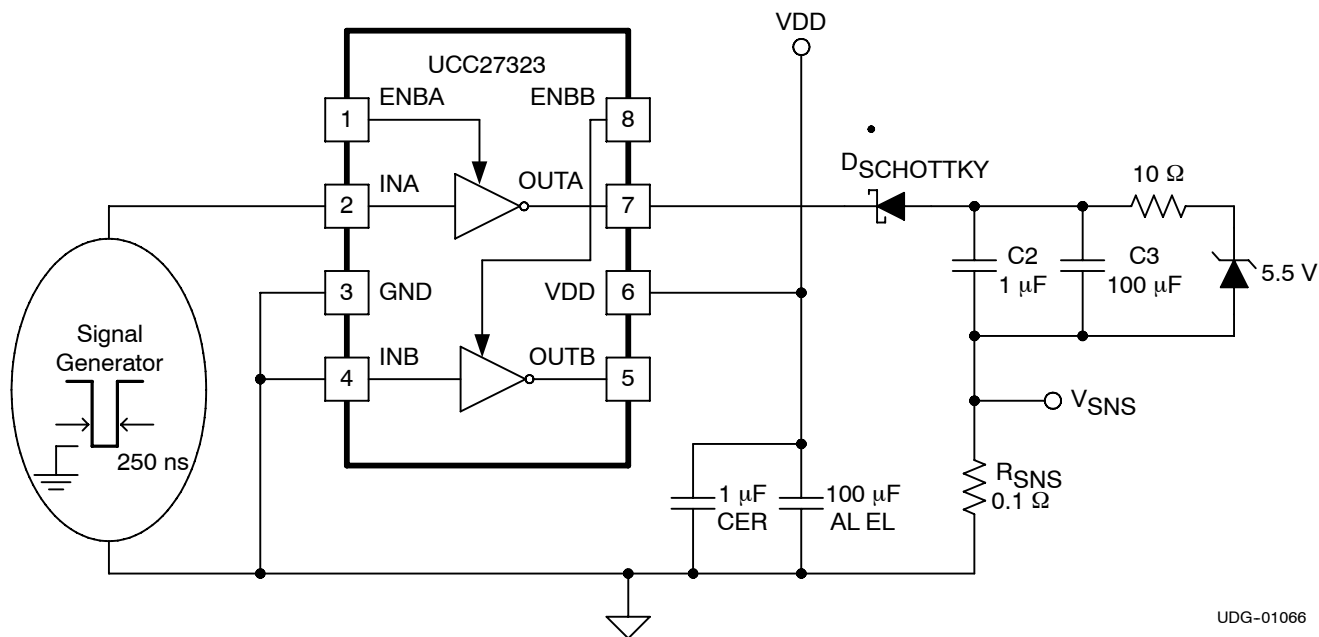 VDD
UCC27323
ENBA
ENBB
1
8
DSCHOTTKY
10 Ω
INA
OUTA
2
7
C2
1 µF
C3
100 µF
5.5 V
3
GND
VDD
6
Signal
Generator
INB
OUTB
4
5
VSNS
250 ns
RSNS
0.1 Ω
1 µF
CER
100 µF
AL EL
UDG-01066